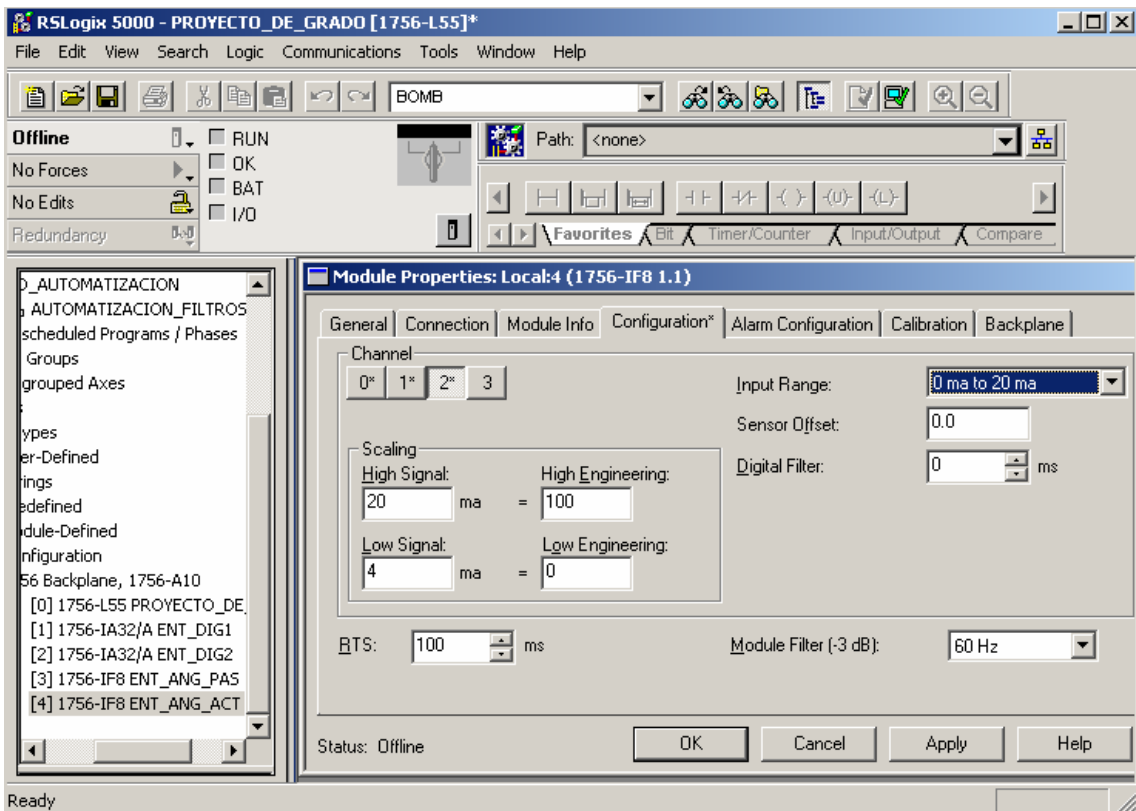 RSLogix 5000 - PROYECTO_DE_GRADO [1756-L55]*
File Edit View Search Logic Communications Tools Window Help
BOMB
Offline
RUN
Path: <none>
No Forces
OK
No Edits
BAT
I/O
Redundancy
Favorites Bit Timer/Counter Input/Output Compare
O_AUTOMATIZACION
AUTOMATIZACION_FILTROS
scheduled Programs / Phases
Groups
grouped Axes
ypes
er-Defined
rings
edefined
dule-Defined
nfiguration
56 Backplane, 1756-A10
[0] 1756-L55 PROYECTO_DE_
[1] 1756-IA32/A ENT_DIG1
[2] 1756-IA32/A ENT_DIG2
[3] 1756-IF8 ENT_ANG_PAS
[4] 1756-IF8 ENT_ANG_ACT
Module Properties: Local:4 (1756-IF8 1.1)
General Connection Module Info Configuration* Alarm Configuration Calibration Backplane
Channel
0* 1* 2* 3
Input Range: 0 ma to 20 ma
Sensor Offset: 0.0
Digital Filter: 0 ms
Scaling
High Signal: High Engineering:
20 ma = 100
Low Signal: Low Engineering:
4 ma = 0
RTS: 100 ms
Module Filter (-3 dB): 60 Hz
Status: Offline
OK Cancel Apply Help
Ready